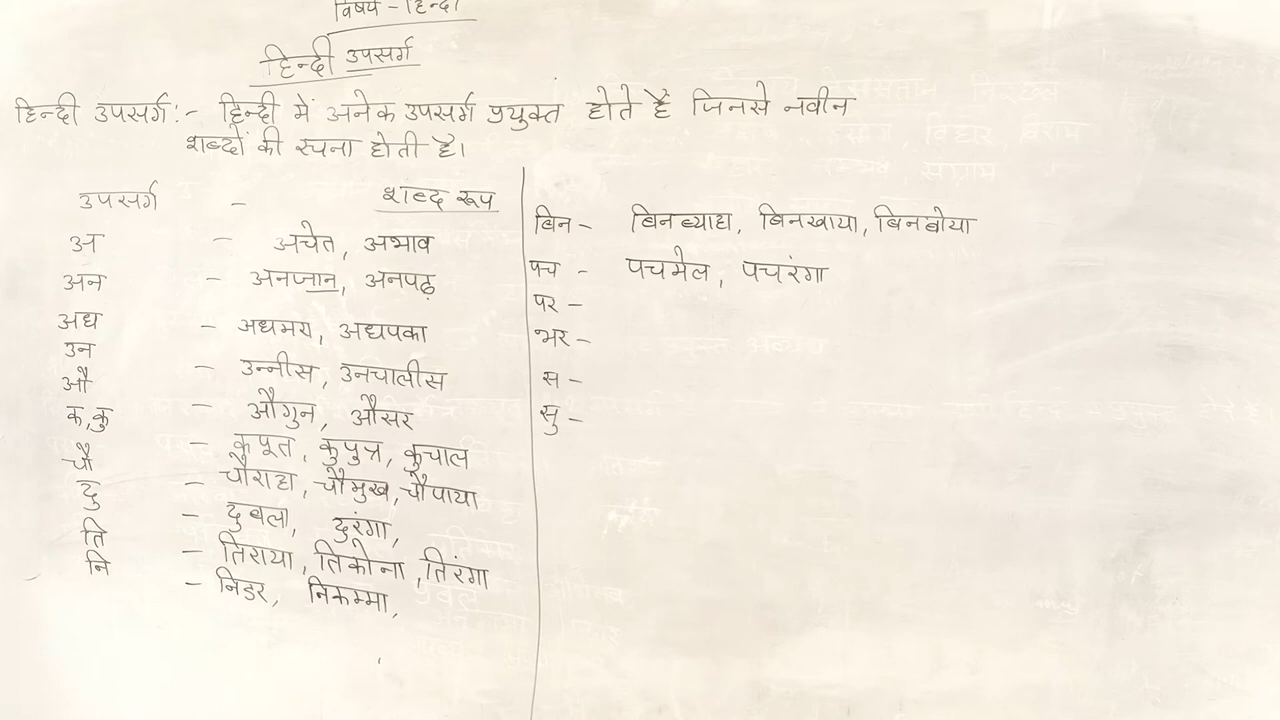 विषय - हिन्दी
हिन्दी उपसर्ग
हिन्दी उपसर्ग :- हिन्दी में अनेक उपसर्ग प्रयुक्त होते हैं जिनसे नवीन
शब्दों की रचना होती है।
उपसर्ग - शब्द रूप
अ - अचेत, अभाव
अन - अनजान, अनपढ़
अध - अधमरा, अधपका
उन - उन्नीस, उनचालीस
औ - औगुन, औसर
क,कु - कपूत, कुपुत्र, कुचाल
चौ - चौराहा, चौमुख, चौपाया
दु - दुबला, दुरंगा,
ति - तिराया, तिकोना, तिरंगा
नि - निडर, निकम्मा,
बिन - बिनब्याहा, बिनखाया, बिनबोया
पच - पचमेल, पचरंगा
पर -
भर -
स -
सु -